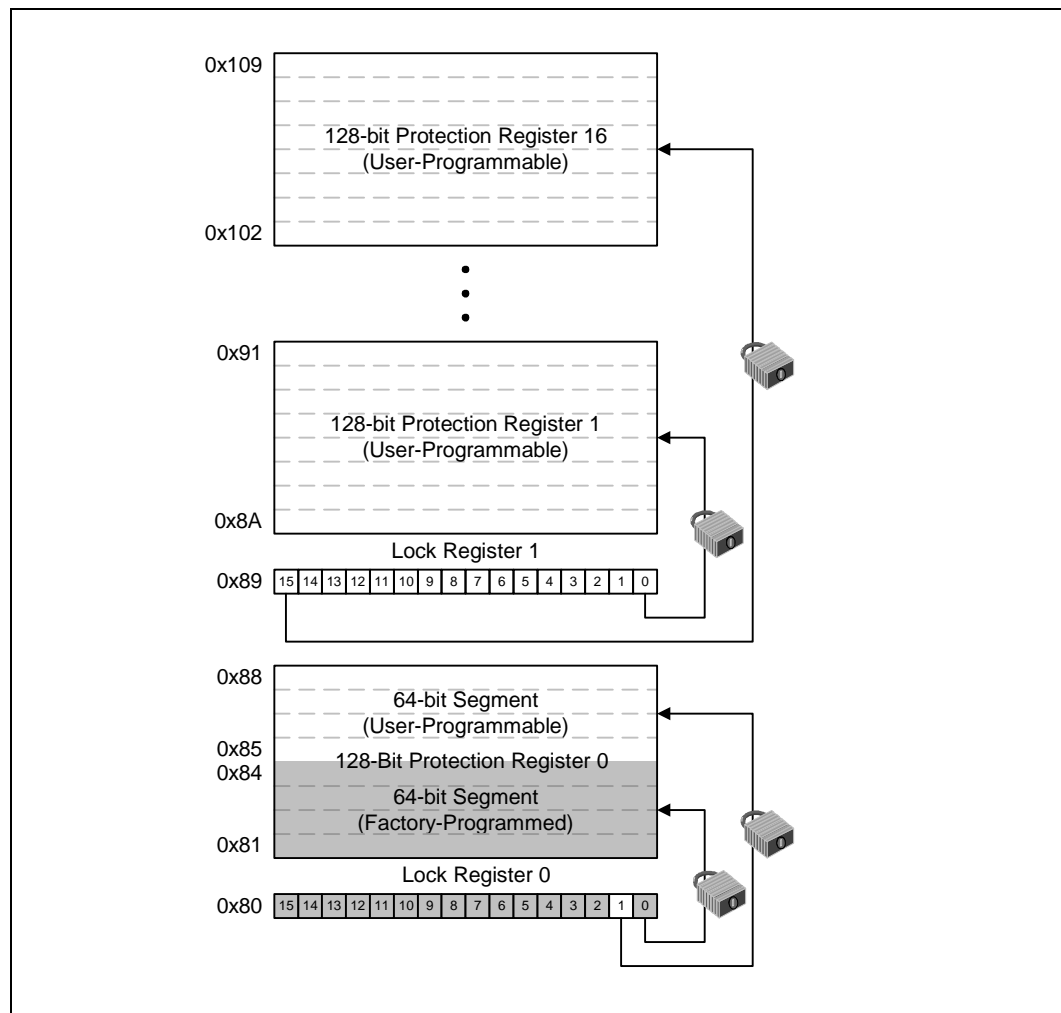 0x109
128-bit Protection Register 16
(User-Programmable)
0x102
0x91
128-bit Protection Register 1
(User-Programmable)
0x8A
Lock Register 1
0x89
15 14 13 12 11 10 9 8 7 6 5 4 3 2 1 0
0x88
64-bit Segment
(User-Programmable)
0x85
128-Bit Protection Register 0
0x84
64-bit Segment
(Factory-Programmed)
0x81
Lock Register 0
0x80
15 14 13 12 11 10 9 8 7 6 5 4 3 2 1 0